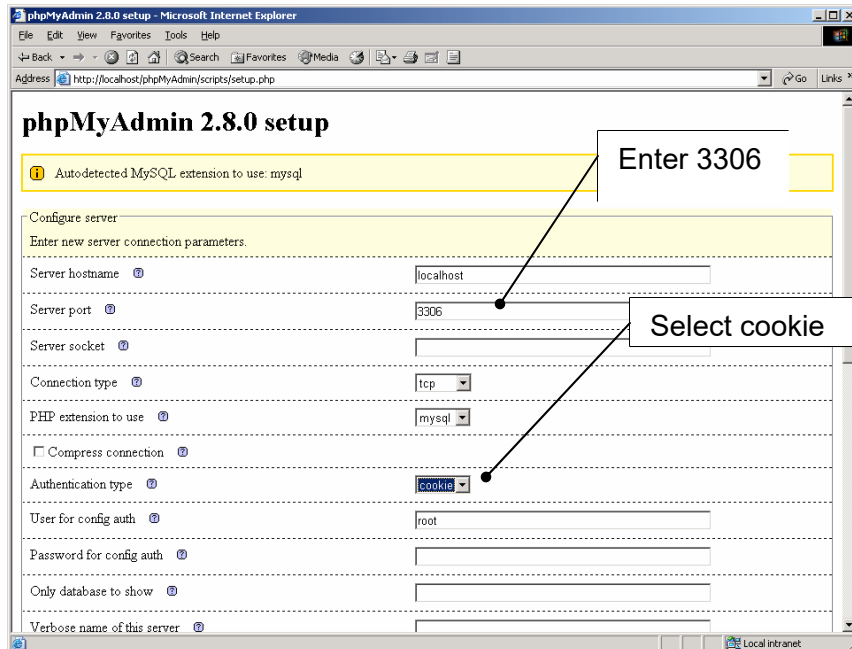 phpMyAdmin 2.8.0 setup - Microsoft Internet Explorer
File Edit View Favorites Tools Help
Back Search Favorites Media
Address http://localhost/phpMyAdmin/scripts/setup.php Go Links
phpMyAdmin 2.8.0 setup
Enter 3306
Autodetected MySQL extension to use: mysql
Configure server
Enter new server connection parameters.
Server hostname localhost
Server port 3306
Select cookie
Server socket
Connection type tcp
PHP extension to use mysql
Compress connection
Authentication type cookie
User for config auth root
Password for config auth
Only database to show
Verbose name of this server
Local intranet